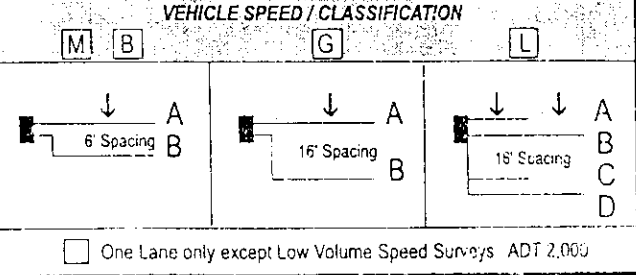 VEHICLE SPEED / CLASSIFICATION
M B G L
A
6' Spacing B
A
16' Spacing
B
A
B
16' Spacing
C
D
One Lane only except Low Volume Speed Surveys ADT 2,000